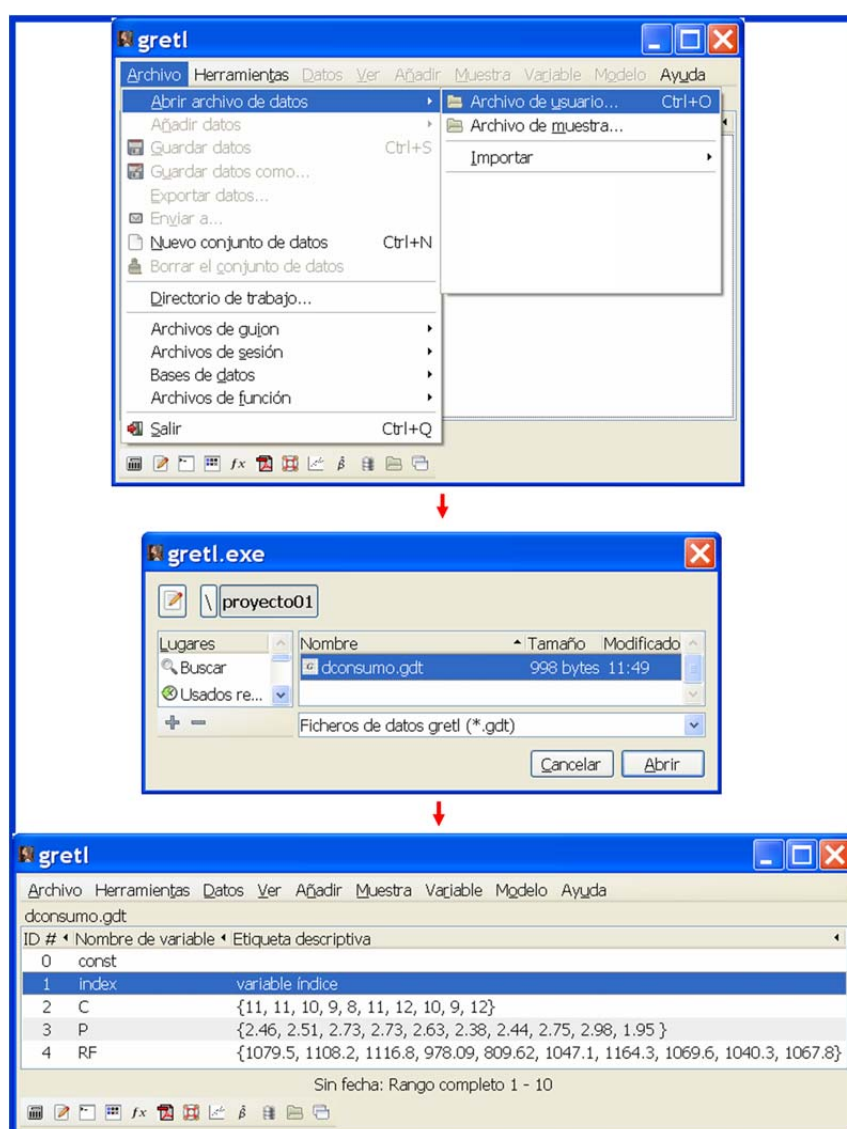 gretl
Archivo Herramientas Datos Ver Añadir Muestra Variable Modelo Ayuda
Abrir archivo de datos
Archivo de usuario... Ctrl+O
Añadir datos
Archivo de muestra...
Guardar datos Ctrl+S
Importar
Guardar datos como...
Exportar datos...
Enviar a...
Nuevo conjunto de datos Ctrl+N
Borrar el conjunto de datos
Directorio de trabajo...
Archivos de guion
Archivos de sesión
Bases de datos
Archivos de función
Salir Ctrl+Q
fx β̂
gretl.exe
\ proyecto01
Lugares Nombre Tamaño Modificado
Buscar dconsumo.gdt 998 bytes 11:49
Usados re...
Ficheros de datos gretl (*.gdt)
Cancelar Abrir
gretl
Archivo Herramientas Datos Ver Añadir Muestra Variable Modelo Ayuda
dconsumo.gdt
ID # Nombre de variable Etiqueta descriptiva
0 const
1 index variable índice
2 C {11, 11, 10, 9, 8, 11, 12, 10, 9, 12}
3 P {2.46, 2.51, 2.73, 2.73, 2.63, 2.38, 2.44, 2.75, 2.98, 1.95 }
4 RF {1079.5, 1108.2, 1116.8, 978.09, 809.62, 1047.1, 1164.3, 1069.6, 1040.3, 1067.8}
Sin fecha: Rango completo 1 - 10
fx β̂